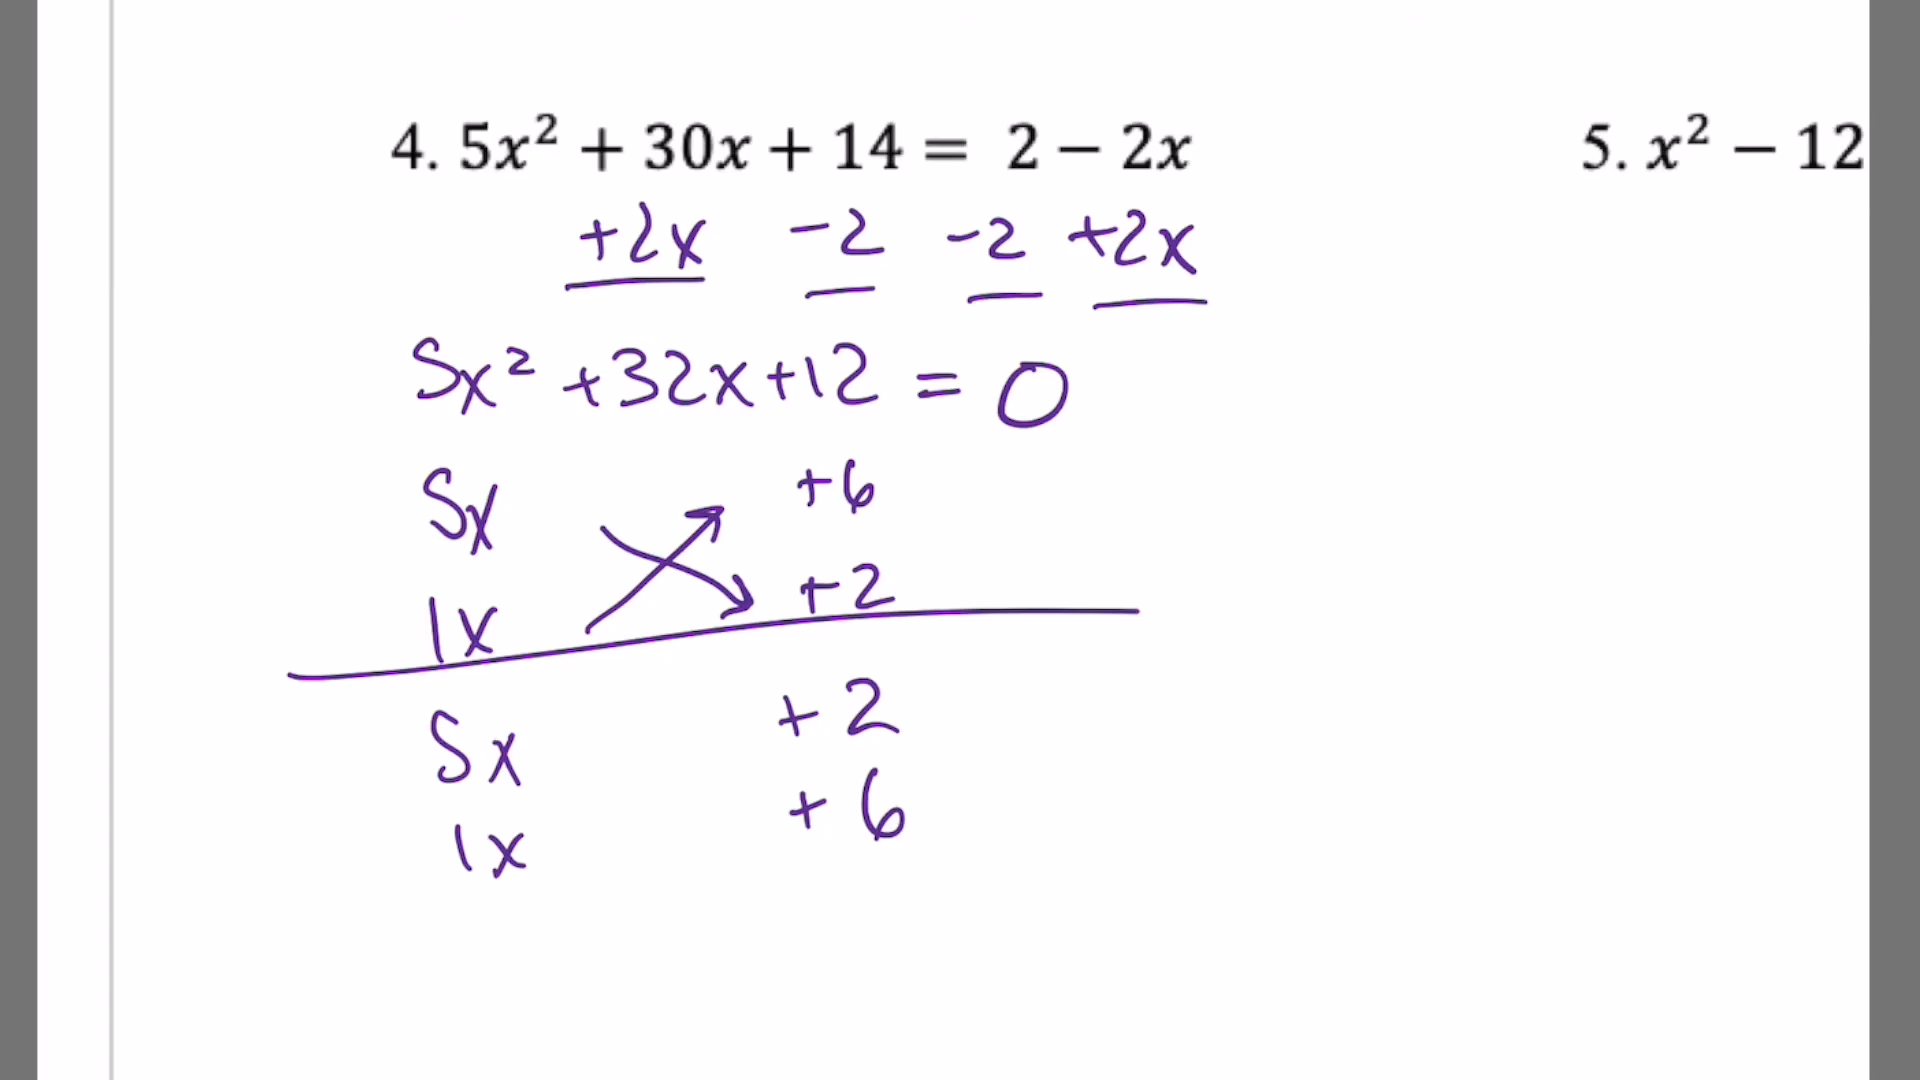 4. 5x² + 30x + 14 = 2 − 2x
5. x² − 12
+2x −2 −2 +2x
5x² +32x+12 = 0
5x +6
1x +2
5x +2
1x +6